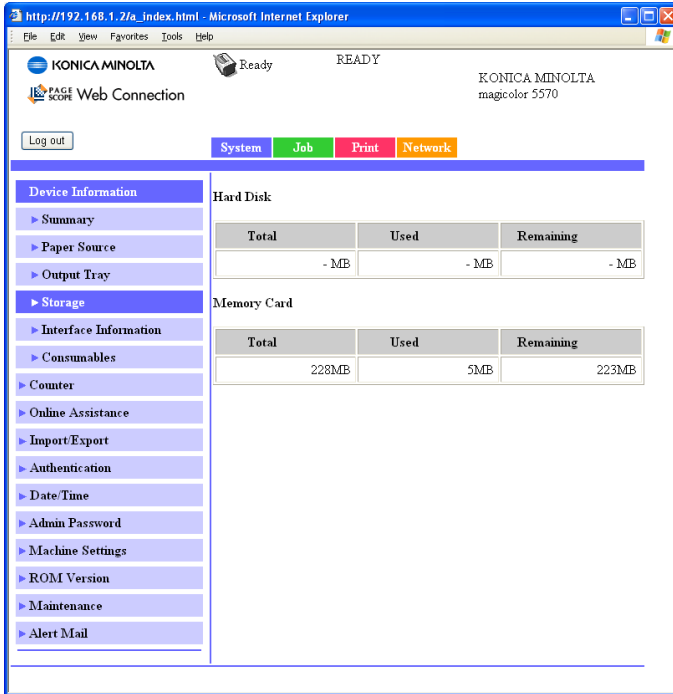 http://192.168.1.2/a_index.html - Microsoft Internet Explorer
File Edit View Favorites Tools Help
KONICA MINOLTA
Ready
READY
KONICA MINOLTA
magicolor 5570
PAGE SCOPE Web Connection
Log out
System Job Print Network
Device Information
Summary
Paper Source
Output Tray
Storage
Interface Information
Consumables
Counter
Online Assistance
Import/Export
Authentication
Date/Time
Admin Password
Machine Settings
ROM Version
Maintenance
Alert Mail
Hard Disk
Total Used Remaining
- MB - MB - MB
Memory Card
Total Used Remaining
228MB 5MB 223MB